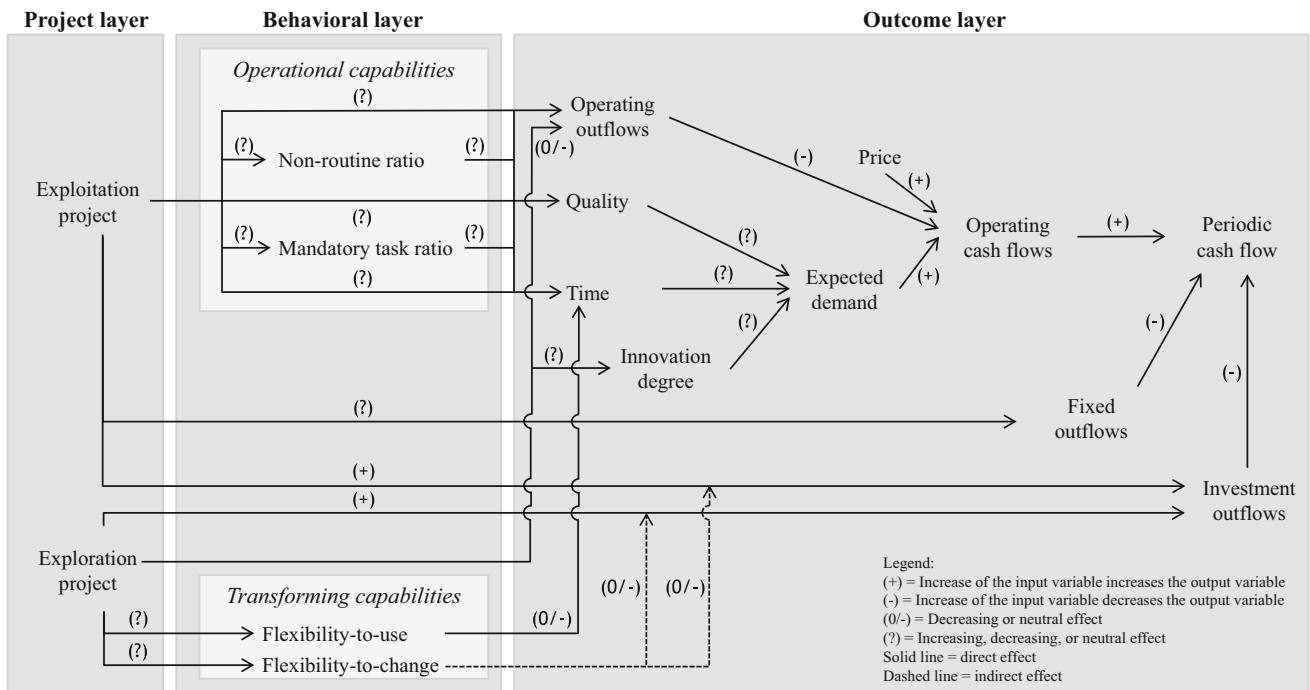 Project layer
Behavioral layer
Outcome layer
Operational capabilities
(?)
Operating
outflows
(?)
Non-routine ratio
(?)
(0/-)
(-)
Price
(+)
Exploitation
project
Quality
(?)
(?)
Mandatory task ratio
(?)
(?)
Operating
cash flows
(+)
Periodic
cash flow
(?)
Time
(?)
Expected
demand
(+)
(?)
(?)
Innovation
degree
(-)
(-)
(?)
Fixed
outflows
(+)
(+)
Investment
outflows
Exploration
project
Transforming capabilities
(?)
Flexibility-to-use
(0/-)
(?)
Flexibility-to-change
(0/-)
(0/-)
Legend:
(+) = Increase of the input variable increases the output variable
(-) = Increase of the input variable decreases the output variable
(0/-) = Decreasing or neutral effect
(?) = Increasing, decreasing, or neutral effect
Solid line = direct effect
Dashed line = indirect effect